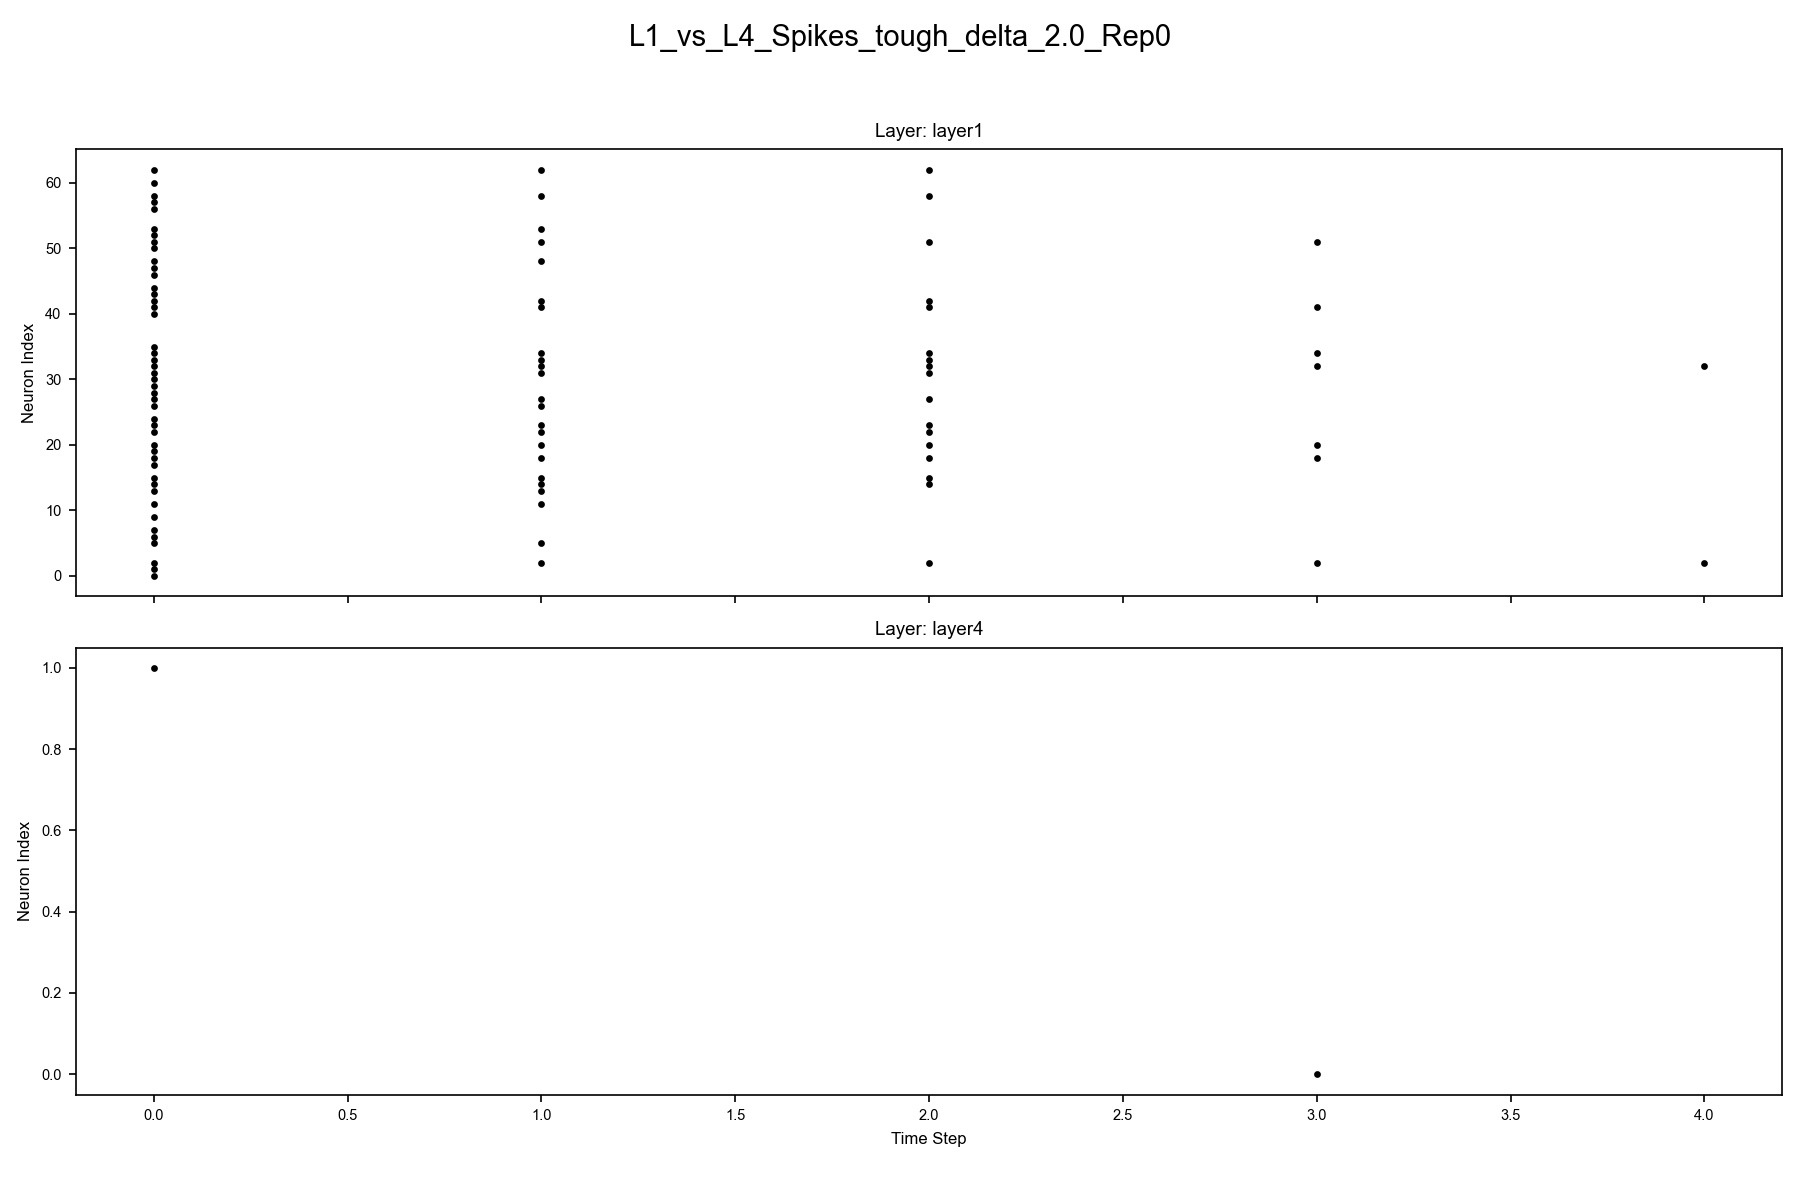 L1_vs_L4_Spikes_tough_delta_2.0_Rep0
Layer: layer1
60
50
40
30
20
10
0
Neuron Index
Layer: layer4
1.0
0.8
0.6
0.4
0.2
0.0
Neuron Index
0.0 0.5 1.0 1.5 2.0 2.5 3.0 3.5 4.0
Time Step